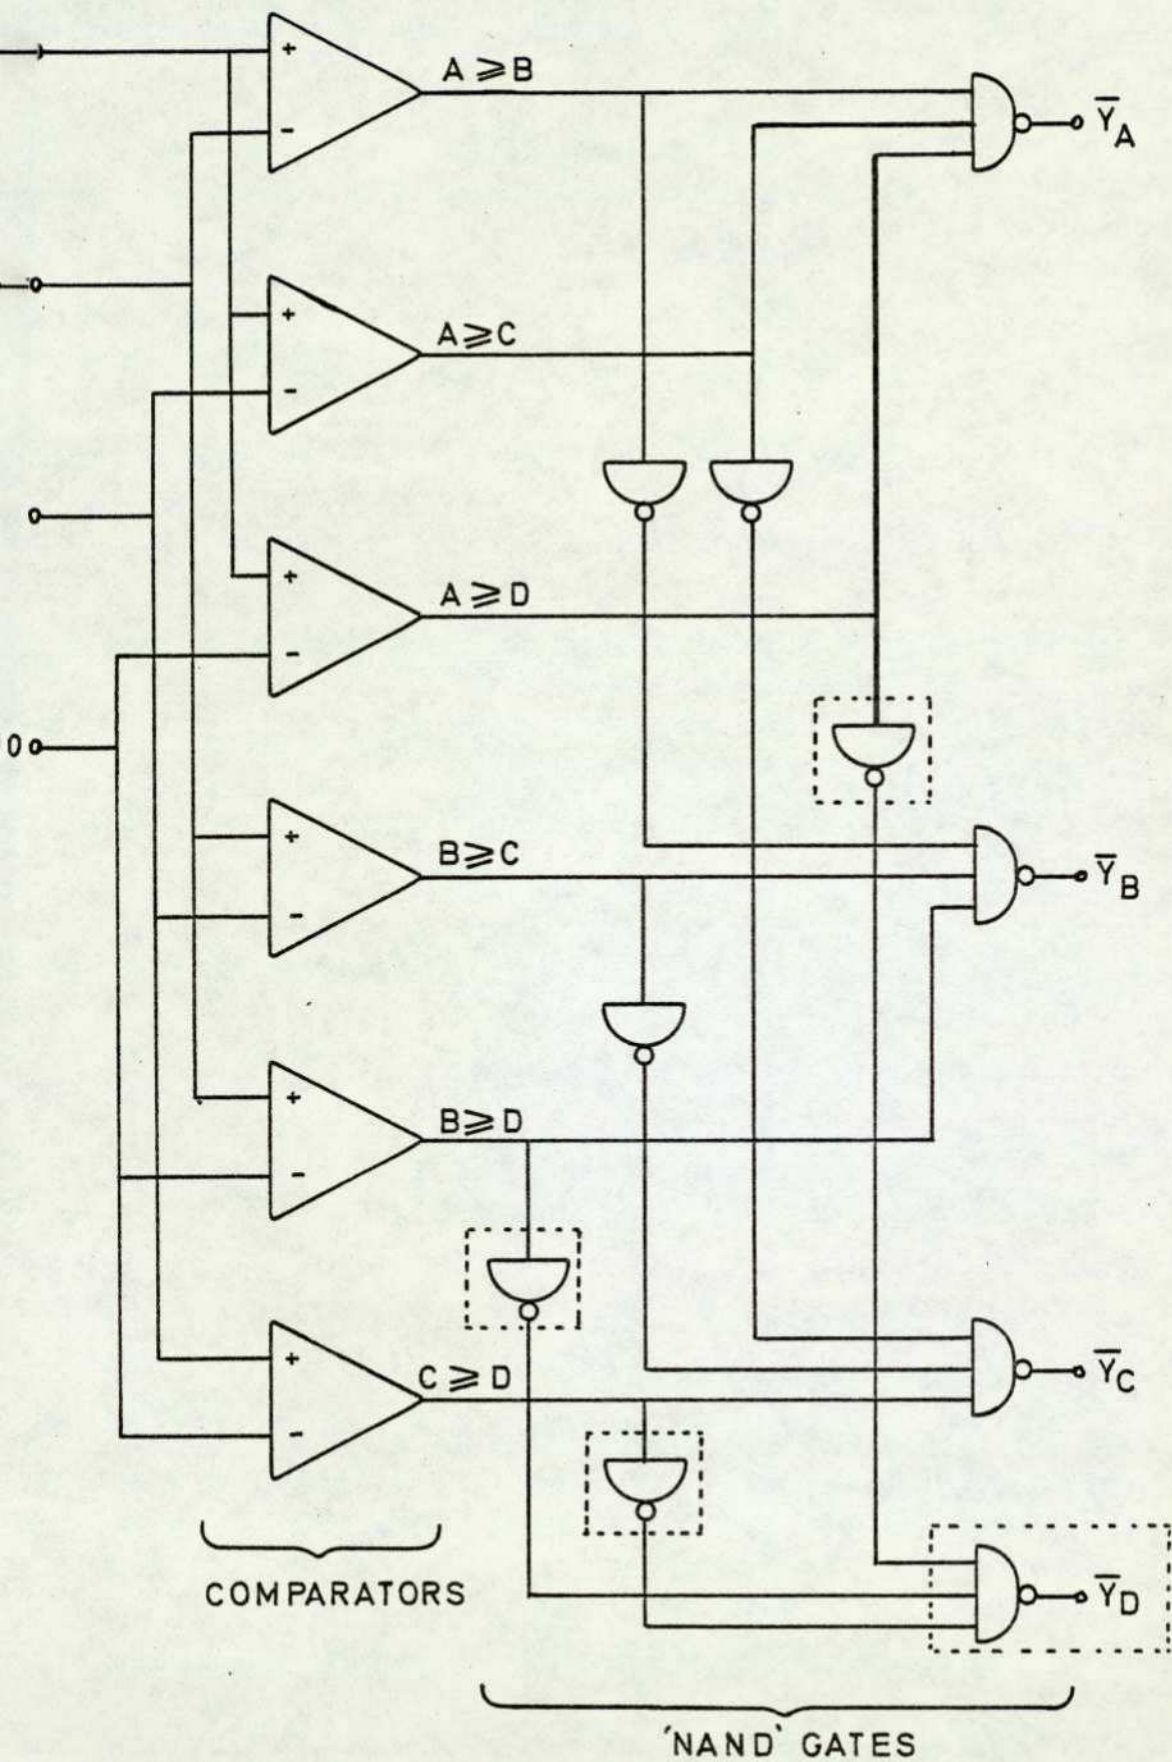 +
A ⩾ B
-
Y̅A
+
A ⩾ C
-
+
A ⩾ D
-
0
+
B ⩾ C
-
Y̅B
+
B ⩾ D
-
+
C ⩾ D
-
Y̅C
COMPARATORS
Y̅D
'NAND' GATES